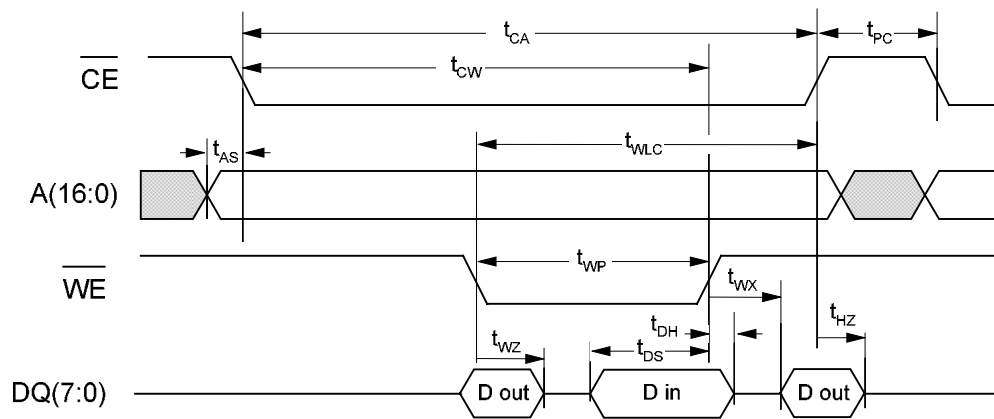 tCA
tPC
CE
tCW
tAS
tWLC
A(16:0)
tWP
WE
tWX
tDH
tHZ
tWZ
tDS
DQ(7:0)
D out
D in
D out